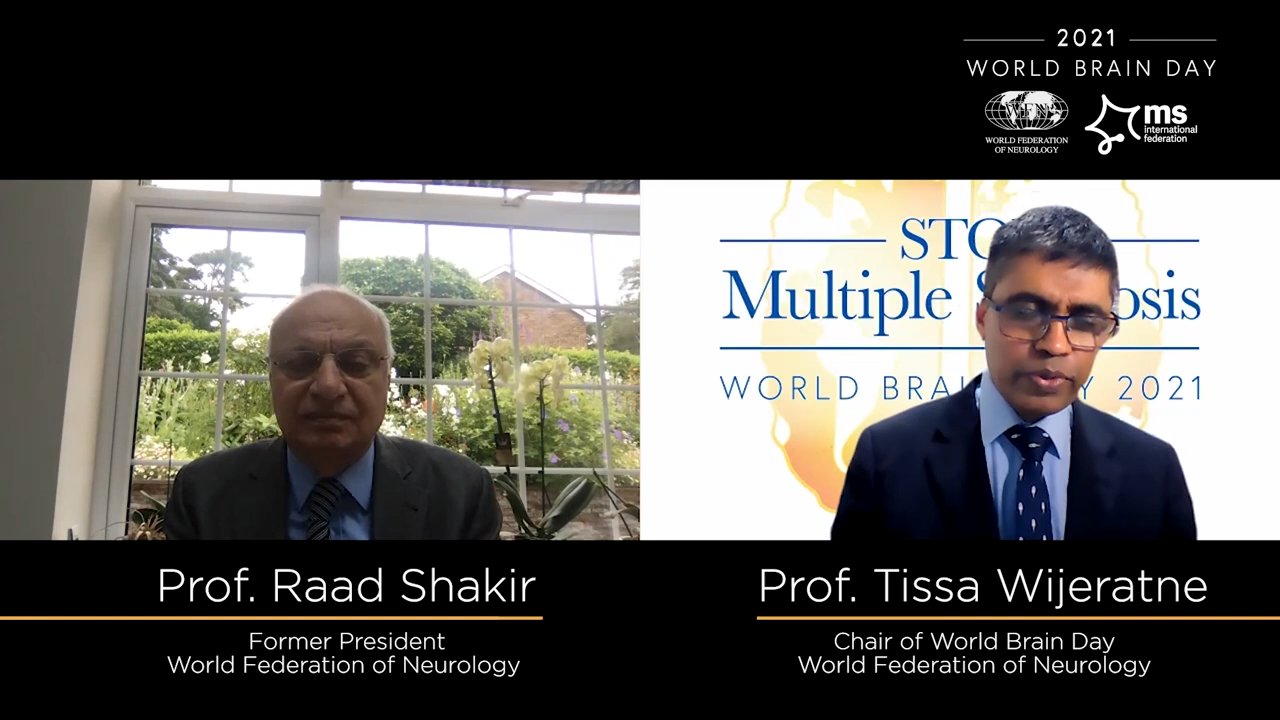 2021
WORLD BRAIN DAY
WFN
WORLD FEDERATION
OF NEUROLOGY
ms
international
federation
Multiple
WORLD 2021
Prof. Raad Shakir
Former President
World Federation of Neurology
Prof. Tissa Wijeratne
Chair of World Brain Day
World Federation of Neurology